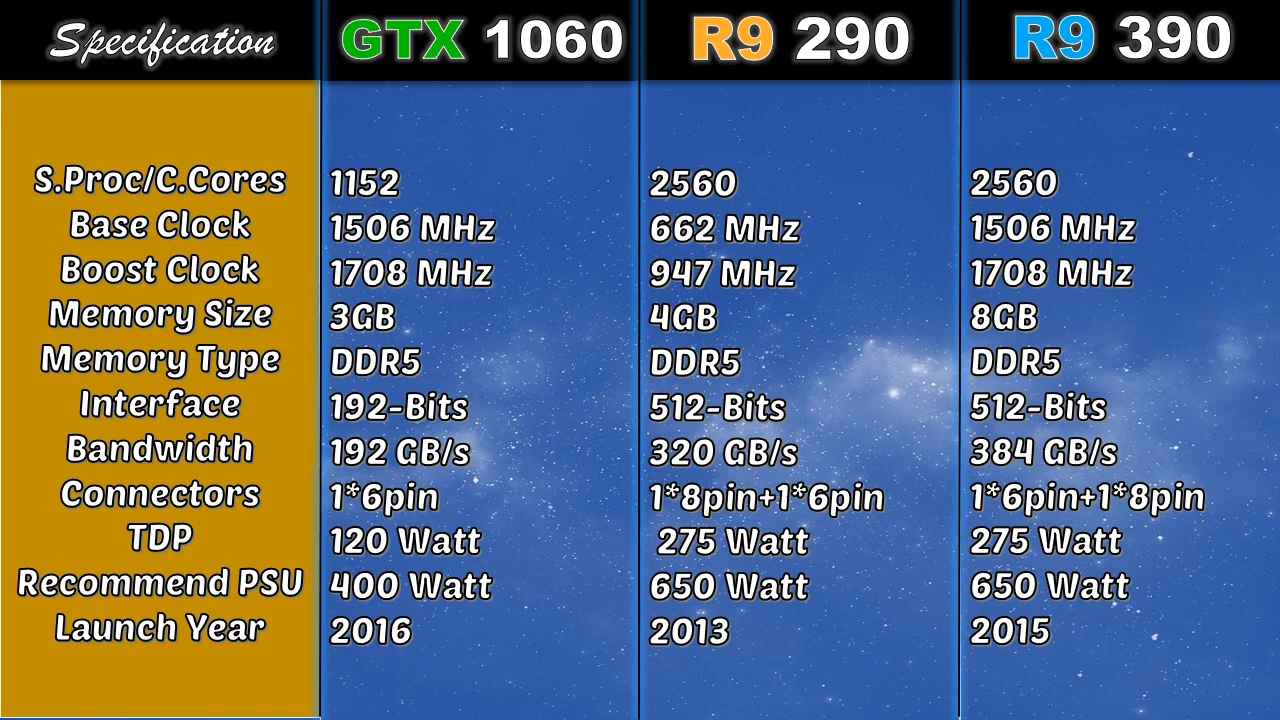 Specification GTX 1060 R9 290 R9 390
S.Proc/C.Cores 1152 2560 2560
Base Clock 1506 MHz 662 MHz 1506 MHz
Boost Clock 1708 MHz 947 MHz 1708 MHz
Memory Size 3GB 4GB 8GB
Memory Type DDR5 DDR5 DDR5
Interface 192-Bits 512-Bits 512-Bits
Bandwidth 192 GB/s 320 GB/s 384 GB/s
Connectors 1*6pin 1*8pin+1*6pin 1*6pin+1*8pin
TDP 120 Watt 275 Watt 275 Watt
Recommend PSU 400 Watt 650 Watt 650 Watt
Launch Year 2016 2013 2015